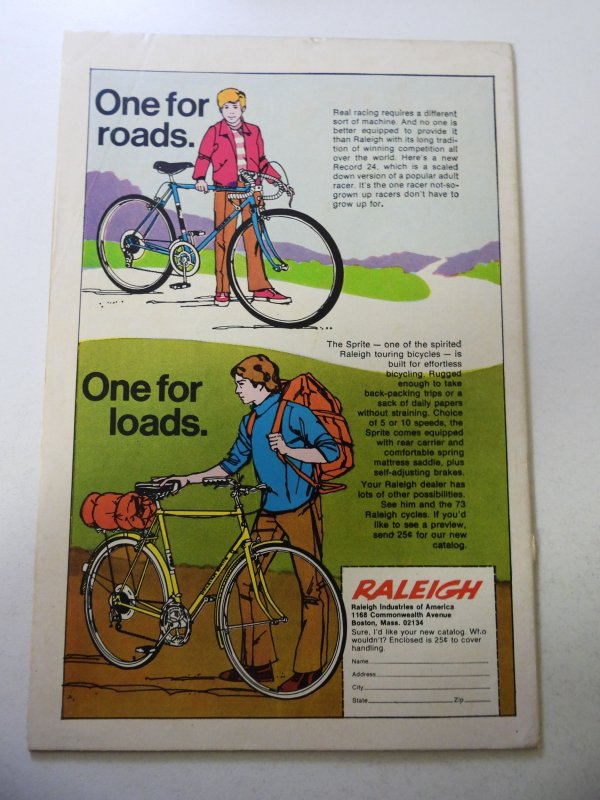 One for
roads.
Real racing requires a different
sort of machine. And no one is
better equipped to provide it
than Raleigh with its long tradi-
tion of winning competition all
over the world. Here's a new
Record 24, which is a scaled
down version of a popular adult
racer. It's the one racer not-so-
grown up racers don't have to
grow up for.
The Sprite — one of the spirited
Raleigh touring bicycles — is
built for effortless
bicycling. Rugged
enough to take
back-packing trips or a
sack of daily papers
without straining. Choice
of 5 or 10 speeds, the
Sprite comes equipped
with rear carrier and
comfortable spring
mattress saddle, plus
self-adjusting brakes.
Your Raleigh dealer has
lots of other possibilities.
See him and the 73
Raleigh cycles. If you'd
like to see a preview,
send 25¢ for our new
catalog.
One for
loads.
RALEIGH
Raleigh Industries of America
1168 Commonwealth Avenue
Boston, Mass. 02134
Sure, I'd like your new catalog. Who
wouldn't? Enclosed is 25¢ to cover
handling.
Name
Address
City
State Zip